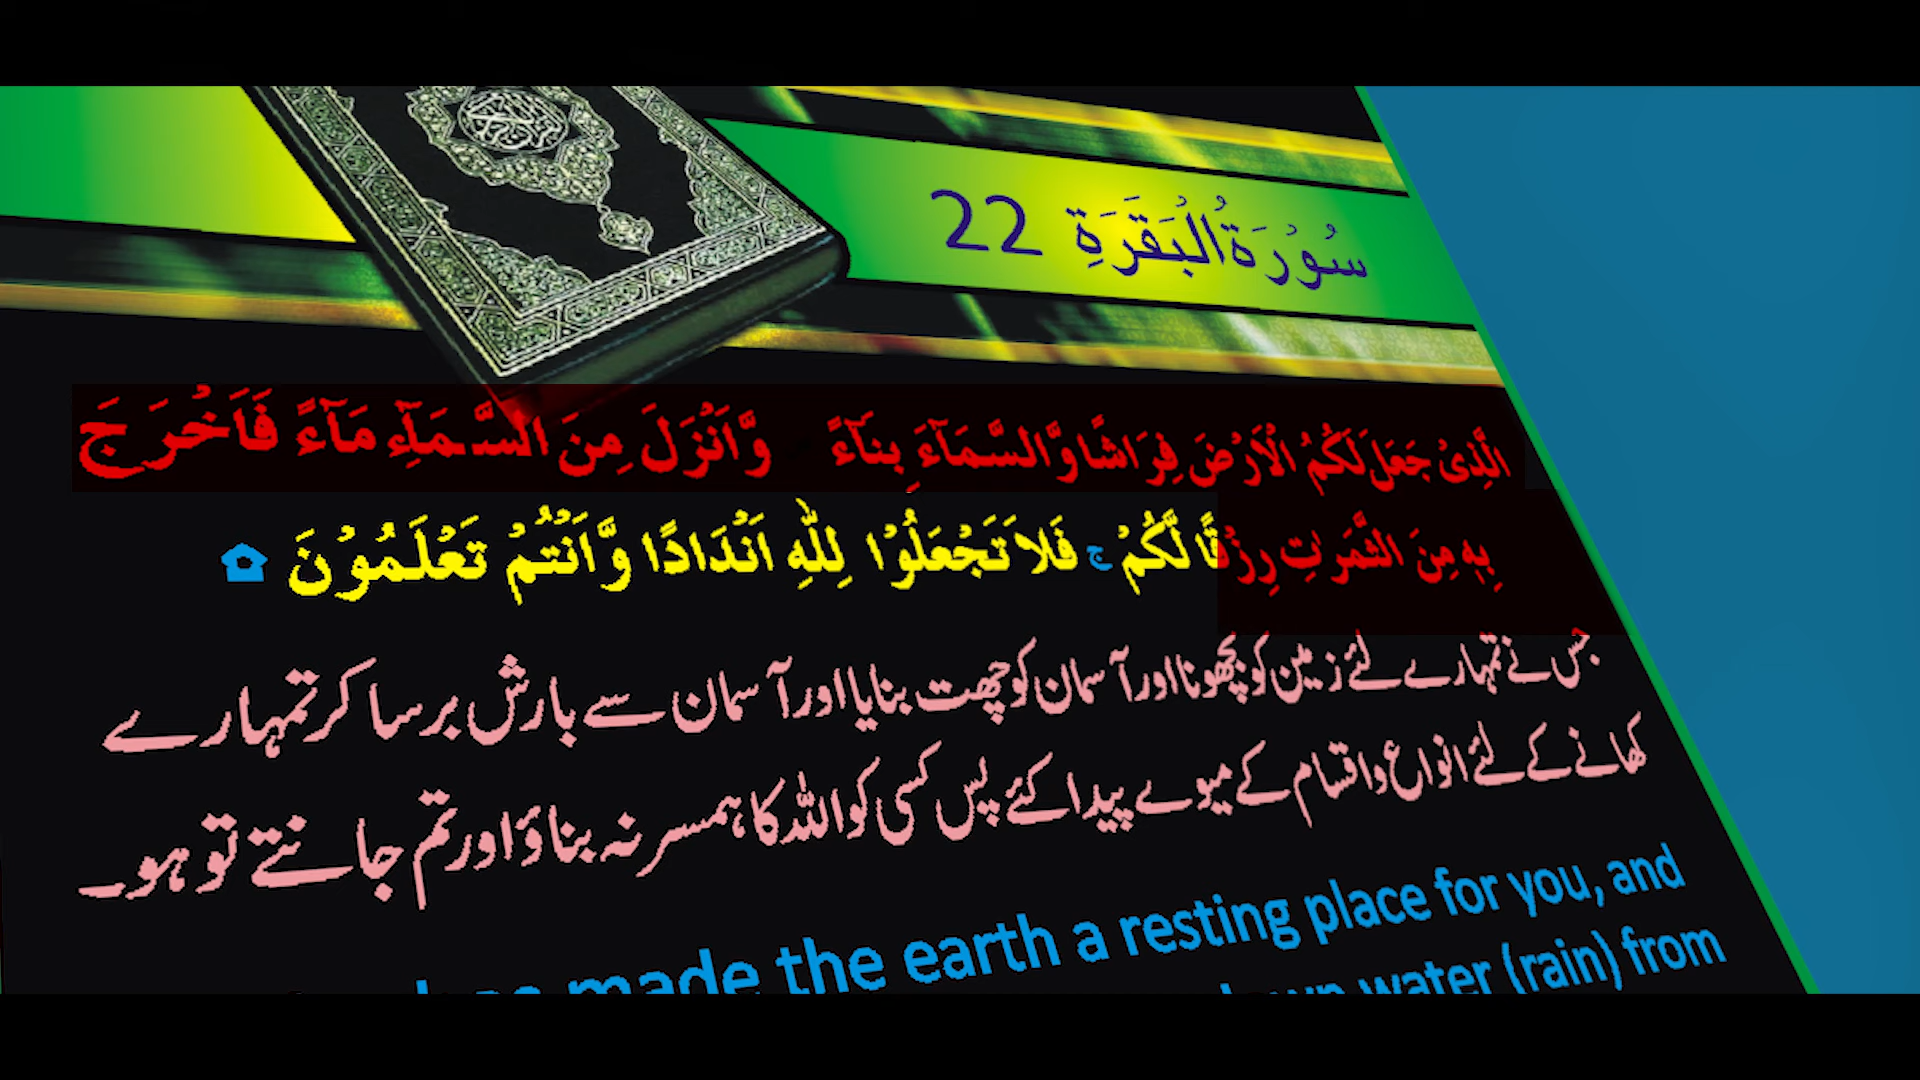 سُوْرَةُ الْبَقَرَةِ 22
الَّذِىْ جَعَلَ لَكُمُ الْاَرْضَ فِرَاشًا وَّالسَّمَآءَ بِنَآءً وَّاَنْزَلَ مِنَ السَّمَآءِ مَآءً فَاَخْرَجَ
بِهٖ مِنَ الثَّمَرٰتِ رِزْقًا لَّكُمْ ج فَلَا تَجْعَلُوْا لِلّٰهِ اَنْدَادًا وَّاَنْتُمْ تَعْلَمُوْنَ
جس نے تمہارے لئے زمین کو بچھونا اور آسمان کو چھت بنایا اور آسمان سے بارش برسا کر تمہارے
کھانے کے لئے انواع و اقسام کے میوے پیدا کئے پس کسی کو اللہ کا ہمسر نہ بناؤ اور تم جانتے تو ہو۔
made the earth a resting place for you, and
water (rain) from